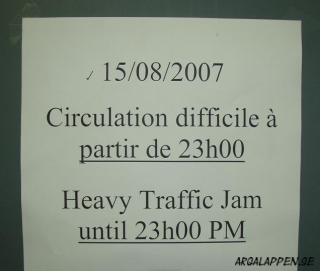 ✓ 15/08/2007
Circulation difficile à
partir de 23h00
Heavy Traffic Jam
until 23h00 PM
ARGALAPPEN.SE